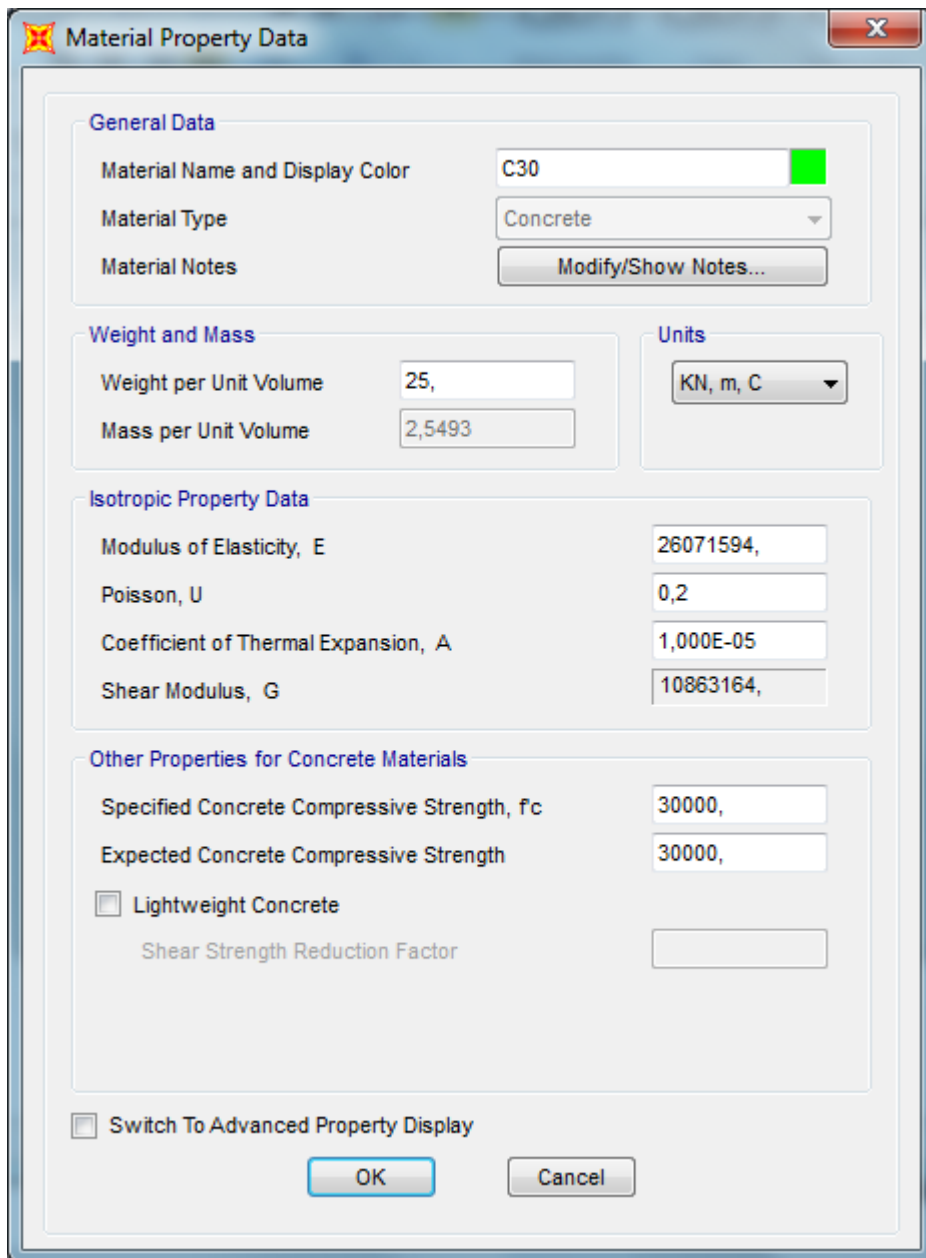 Material Property Data
General Data
Material Name and Display Color C30
Material Type Concrete
Material Notes Modify/Show Notes...
Weight and Mass
Weight per Unit Volume 25,
Mass per Unit Volume 2,5493
Units
KN, m, C
Isotropic Property Data
Modulus of Elasticity, E 26071594,
Poisson, U 0,2
Coefficient of Thermal Expansion, A 1,000E-05
Shear Modulus, G 10863164,
Other Properties for Concrete Materials
Specified Concrete Compressive Strength, f'c 30000,
Expected Concrete Compressive Strength 30000,
Lightweight Concrete
Shear Strength Reduction Factor
Switch To Advanced Property Display
OK Cancel